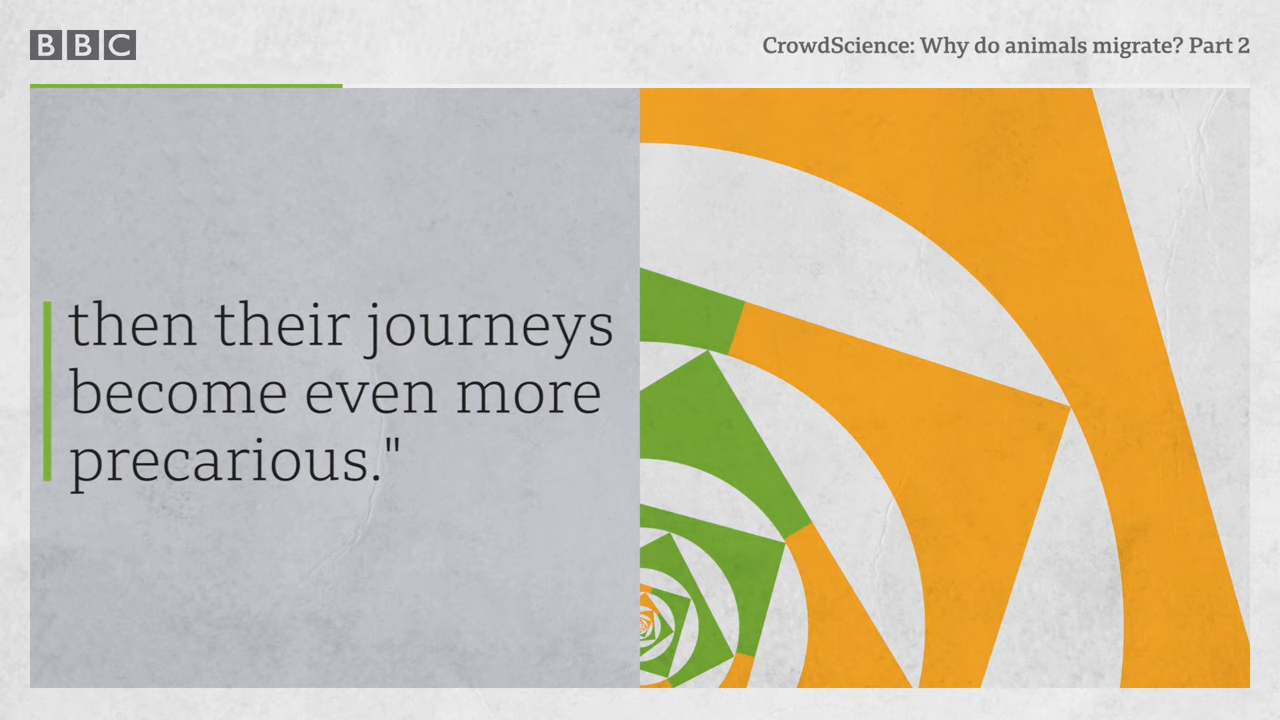 BBC
CrowdScience: Why do animals migrate? Part 2
then their journeys
become even more
precarious."